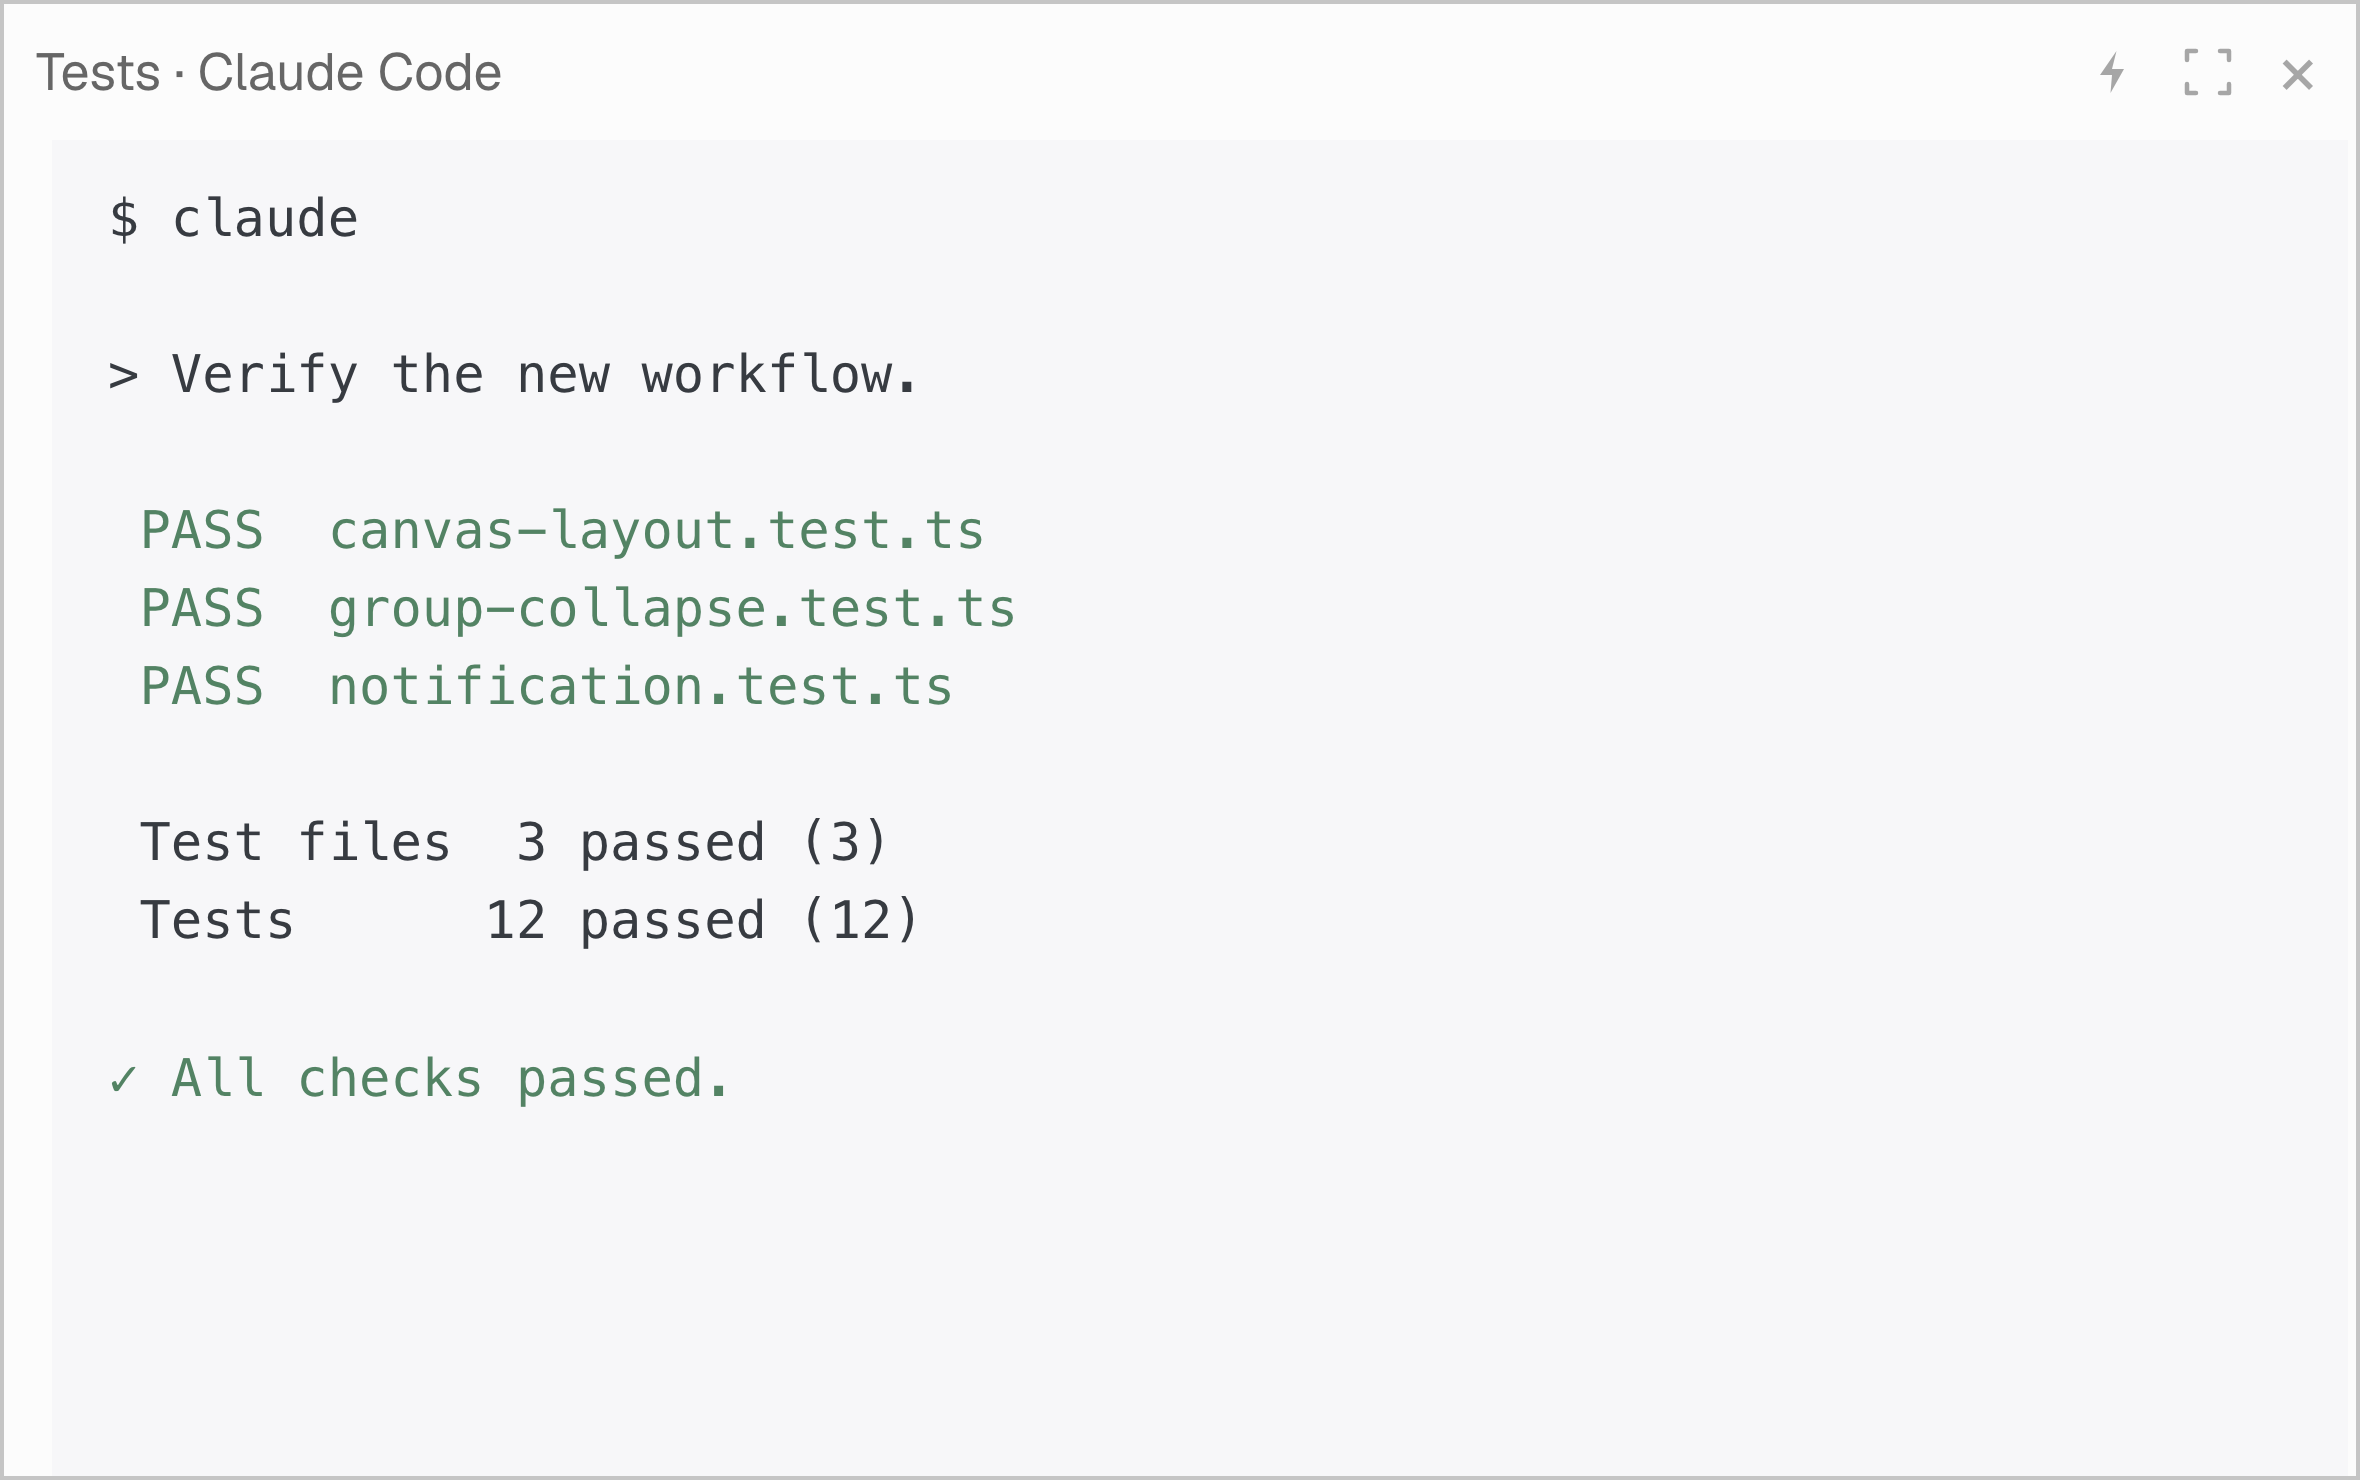 Tests · Claude Code
$ claude
> Verify the new workflow.
PASS  canvas-layout.test.ts
PASS  group-collapse.test.ts
PASS  notification.test.ts
Test files  3 passed (3)
Tests      12 passed (12)
✓ All checks passed.